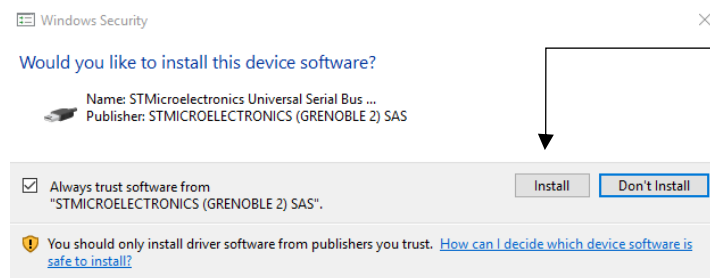 Windows Security
Would you like to install this device software?
Name: STMicroelectronics Universal Serial Bus ...
Publisher: STMICROELECTRONICS (GRENOBLE 2) SAS
Always trust software from
"STMICROELECTRONICS (GRENOBLE 2) SAS".
Install
Don't Install
You should only install driver software from publishers you trust. How can I decide which device software is
safe to install?